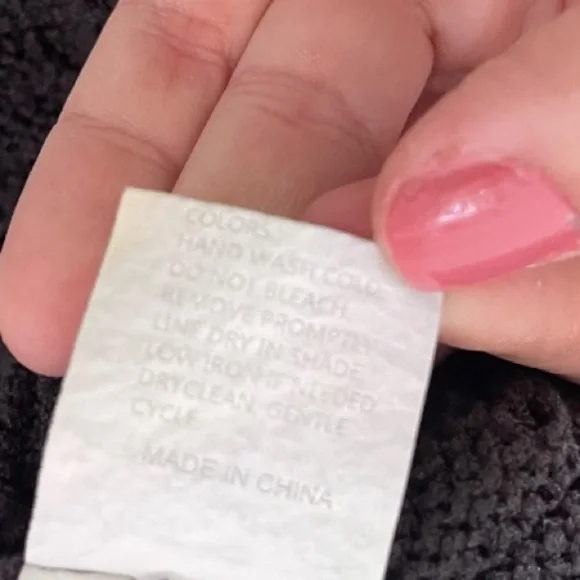 COLORS.
HAND WASH COLD.
DO NOT BLEACH.
REMOVE PROMPTLY
LINE DRY IN SHADE
LOW IRON IF NEEDED
DRYCLEAN, GENTLE
CYCLE
MADE IN CHINA